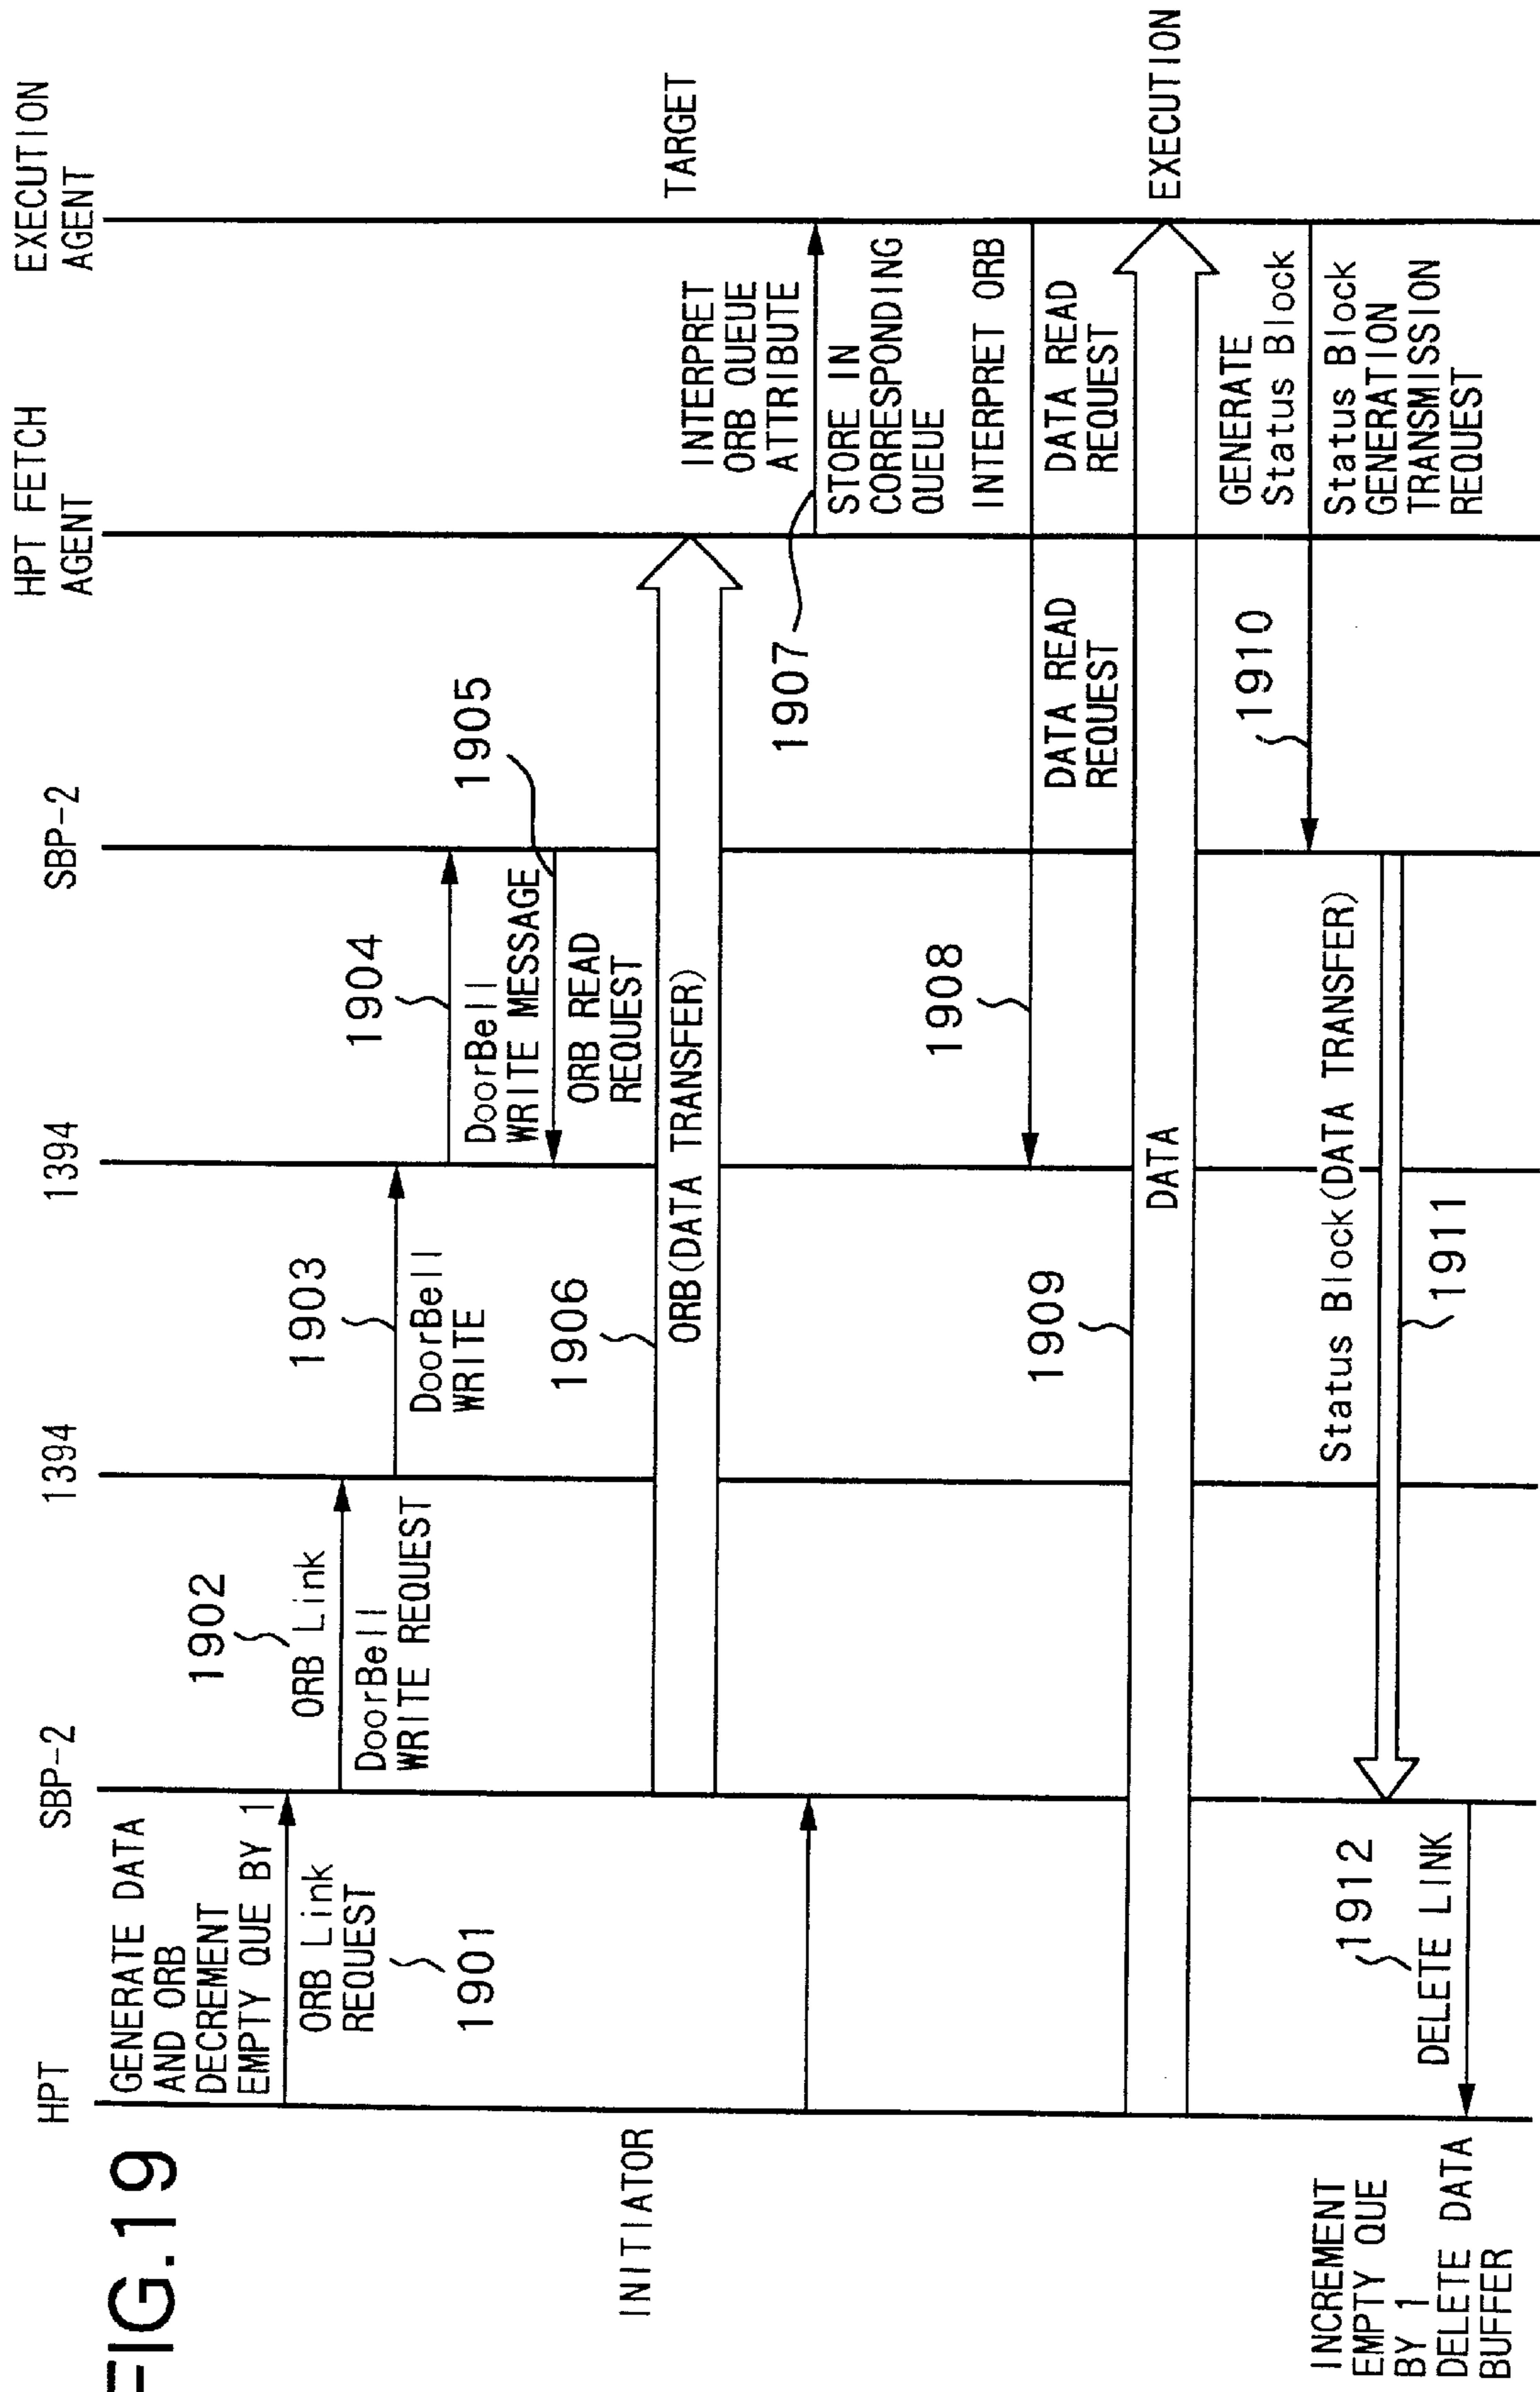 FIG.19
HPT
SBP-2
1394
1394
SBP-2
HPT FETCH
AGENT
EXECUTION
AGENT
GENERATE DATA
AND ORB
DECREMENT
EMPTY QUE BY 1
ORB Link
REQUEST
1901
1902
ORB Link
DoorBell
WRITE REQUEST
1903
DoorBell
WRITE
1904
DoorBell
WRITE MESSAGE
1905
ORB READ
REQUEST
INITIATOR
1906
ORB(DATA TRANSFER)
TARGET
INTERPRET
ORB QUEUE
ATTRIBUTE
1907
STORE IN
CORRESPONDING
QUEUE
INTERPRET ORB
1908
DATA READ
REQUEST
DATA READ
REQUEST
1909
DATA
EXECUTION
GENERATE
Status Block
1910
Status Block
GENERATION
TRANSMISSION
REQUEST
Status Block(DATA TRANSFER)
1911
1912
DELETE LINK
INCREMENT
EMPTY QUE
BY 1
DELETE DATA
BUFFER